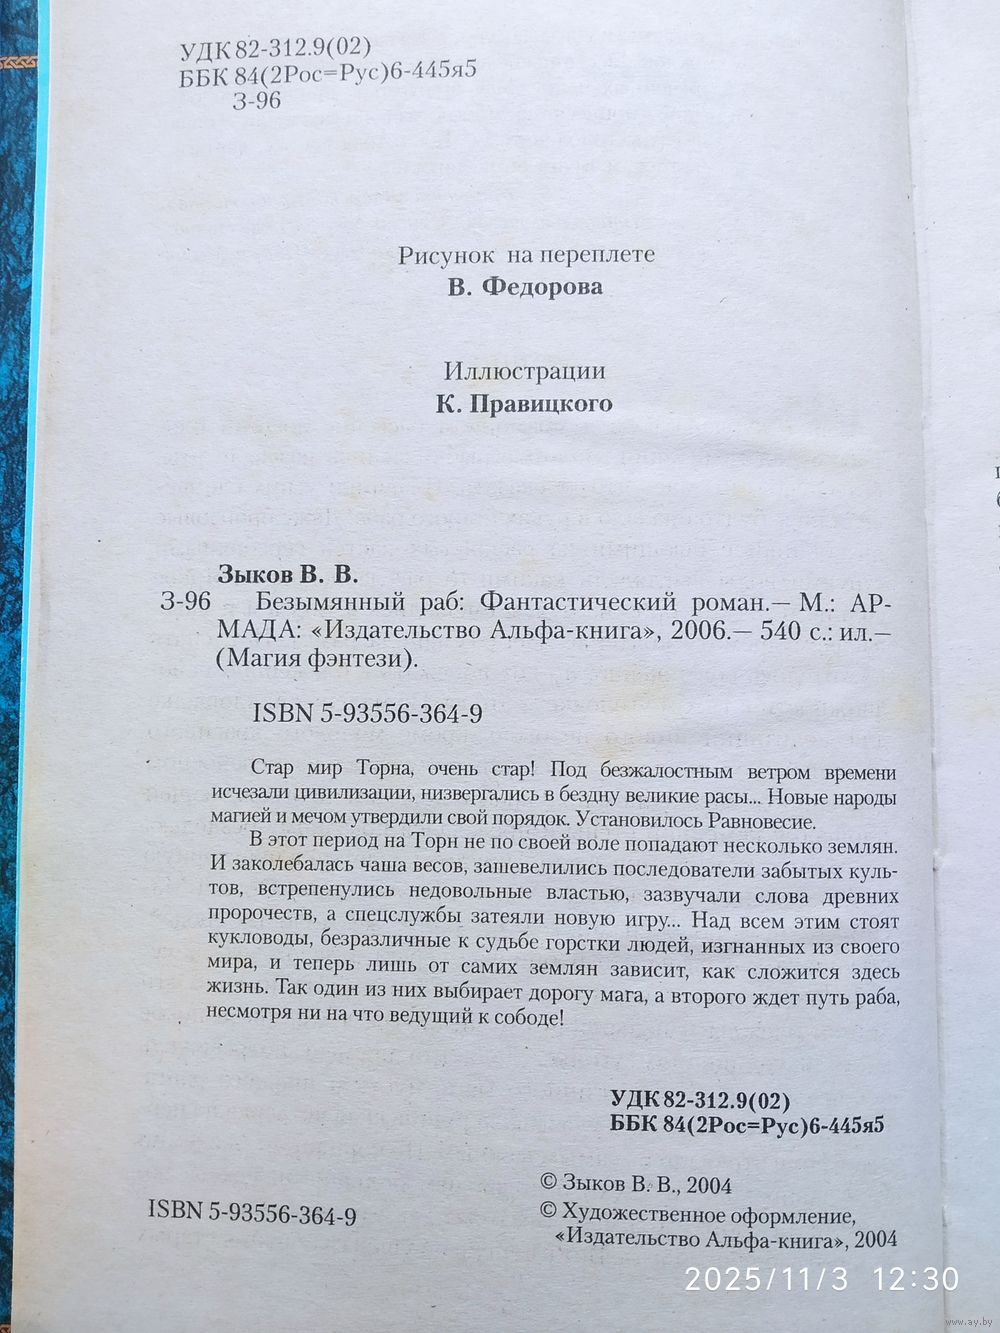 УДК 82-312.9(02)
ББК 84(2Рос=Рус)6-445я5
З-96
Рисунок на переплете
В. Федорова
Иллюстрации
К. Правицкого
Зыков В. В.
З-96 Безымянный раб: Фантастический роман.— М.: АР-
МАДА: «Издательство Альфа-книга», 2006.— 540 с.: ил.—
(Магия фэнтези).
ISBN 5-93556-364-9
Стар мир Торна, очень стар! Под безжалостным ветром времени
исчезали цивилизации, низвергались в бездну великие расы... Новые народы
магией и мечом утвердили свой порядок. Установилось Равновесие.
В этот период на Торн не по своей воле попадают несколько землян.
И заколебалась чаша весов, зашевелились последователи забытых куль-
тов, встрепенулись недовольные властью, зазвучали слова древних
пророчеств, а спецслужбы затеяли новую игру... Над всем этим стоят
кукловоды, безразличные к судьбе горстки людей, изгнанных из своего
мира, и теперь лишь от самих землян зависит, как сложится здесь
жизнь. Так один из них выбирает дорогу мага, а второго ждет путь раба,
несмотря ни на что ведущий к сободе!
УДК 82-312.9(02)
ББК 84(2Рос=Рус)6-445я5
© Зыков В. В., 2004
© Художественное оформление,
«Издательство Альфа-книга», 2004
ISBN 5-93556-364-9
2025/11/3 12:30
www.ay.by